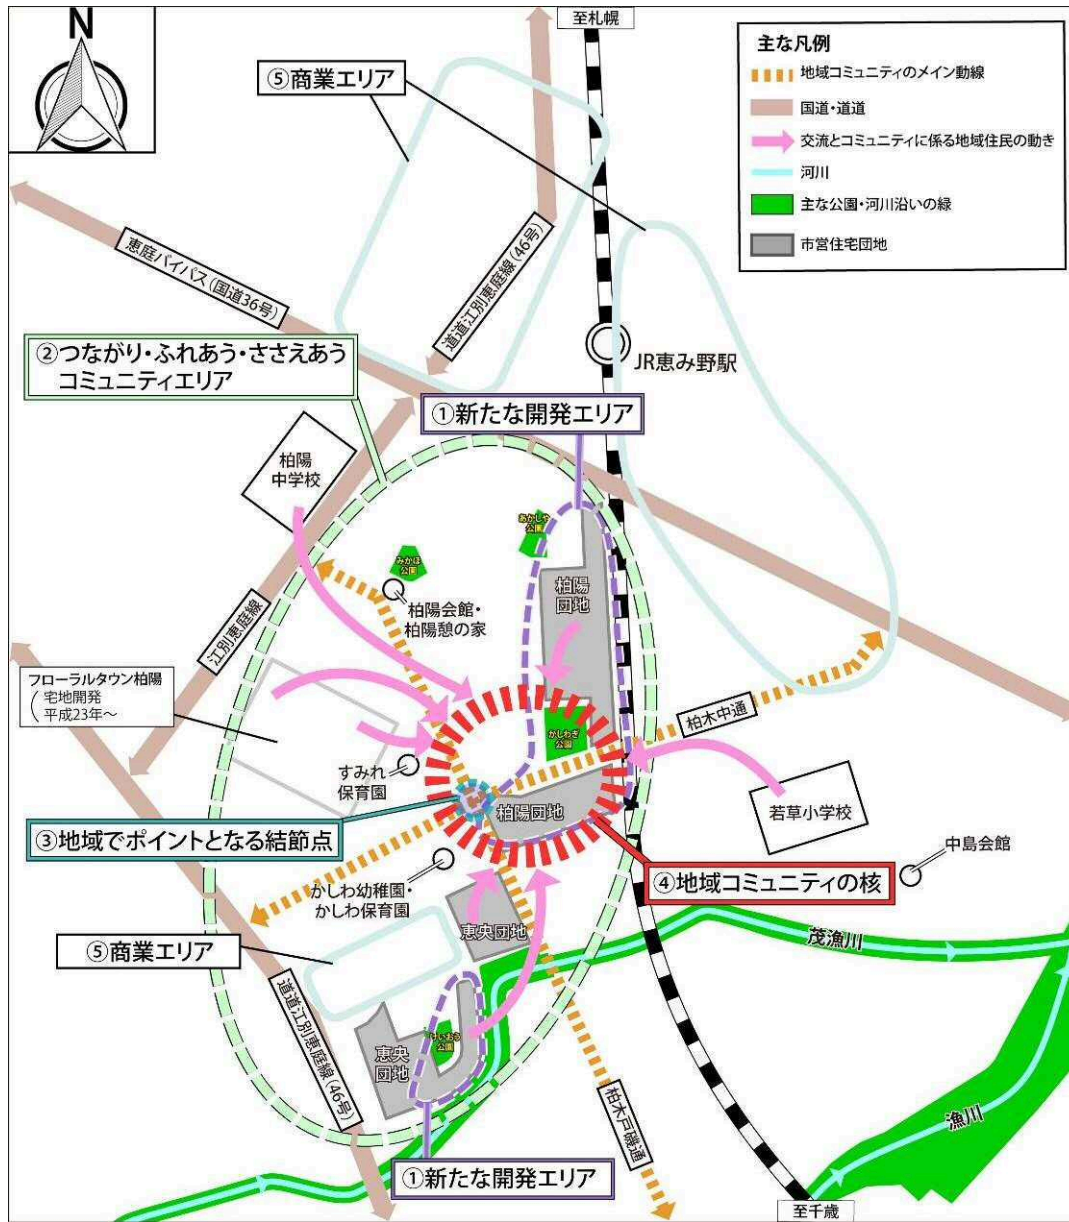 N
至札幌
主な凡例
地域コミュニティのメイン動線
国道・道道
交流とコミュニティに係る地域住民の動き
河川
主な公園・河川沿いの緑
市営住宅団地
⑤商業エリア
恵庭バイパス(国道36号)
道道江別恵庭線(46号)
JR恵み野駅
②つながり・ふれあう・ささえあう
コミュニティエリア
①新たな開発エリア
柏陽
中学校
あかしや
公園
みかほ
公園
柏陽
団地
柏陽会館・
柏陽憩の家
江別恵庭線
フローラルタウン柏陽
宅地開発
平成23年～
柏木中通
かしわぎ
公園
すみれ
保育園
柏陽団地
若草小学校
③地域でポイントとなる結節点
中島会館
④地域コミュニティの核
かしわ幼稚園・
かしわ保育園
恵央団地
茂漁川
⑤商業エリア
道道江別恵庭線(46号)
けいおう
公園
恵央
団地
柏木戸磯通
漁川
①新たな開発エリア
至千歳